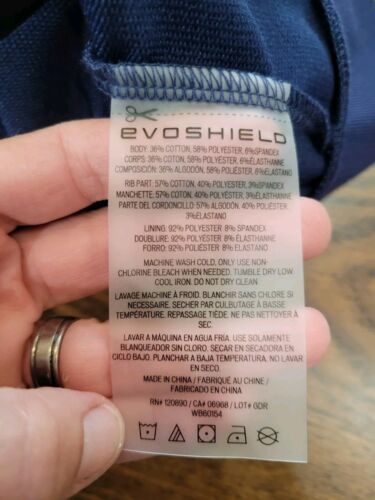 EVOSHIELD
BODY: 36% COTTON, 58% POLYESTER, 6%SPANDEX
CORPS: 36% COTON, 58% POLYESTER, 6%ÉLASTHANNE
COMPOSICIÓN: 36% ALGODÓN, 58% POLIÉSTER, 6%ELASTANO
RIB PART: 57% COTTON, 40% POLYESTER, 3%SPANDEX
MANCHETTE: 57% COTON, 40% POLYESTER, 3%ÉLASTHANNE
PARTE DEL CORDONOLLO: 57% ALGODÓN, 40% POLIÉSTER,
3%ELASTANO
LINING: 92% POLYESTER 8% SPANDEX
DOUBLURE: 92% POLYESTER 8% ÉLASTHANNE
FORRO: 92% POLIÉSTER 8% ELASTANO
MACHINE WASH COLD, ONLY USE NON-
CHLORINE BLEACH WHEN NEEDED. TUMBLE DRY LOW
COOL IRON. DO NOT DRY CLEAN
LAVAGE MACHINE À FROID. BLANCHIR SANS CHLORE SI
NECESSAIRE. SÉCHER PAR CULBUTAGE À BASSE
TEMPÉRATURE. REPASSAGE TIÈDE. NE PAS NETTOYER À
SEC.
LAVAR A MÁQUINA EN AGUA FRÍA. USE SOLAMENTE
BLANQUEADOR SIN CLORO. SECAR EN SECADORA EN
CICLO BAJO. PLANCHAR A BAJA TEMPERATURA. NO LAVAR
EN SECO.
MADE IN CHINA / FABRIQUÉ AU CHINE /
FABRICADO EN CHINA
RN# 120890 / CA# 06968 / LOT# GDR
WB60154